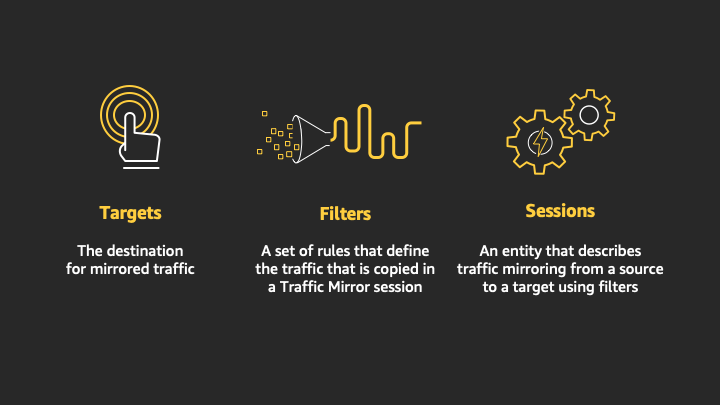 Targets
The destination
for mirrored traffic
Filters
A set of rules that define
the traffic that is copied in
a Traffic Mirror session
Sessions
An entity that describes
traffic mirroring from a source
to a target using filters